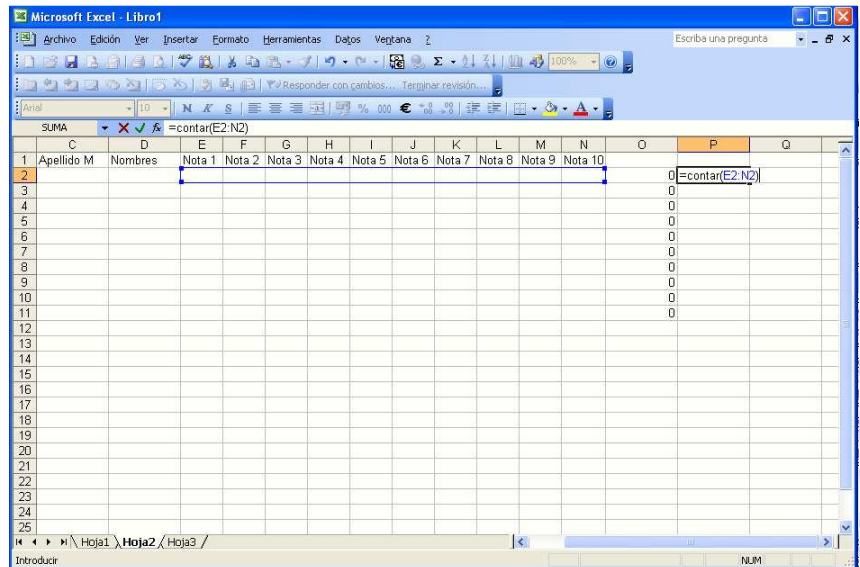 Microsoft Excel - Libro1
Archivo Edición Ver Insertar Formato Herramientas Datos Ventana ? Escriba una pregunta
100%
Responder con cambios... Terminar revisión...
Arial 10 N K S % 000 € A
SUMA =contar(E2:N2)
C D E F G H I J K L M N O P Q
1 Apellido M Nombres Nota 1 Nota 2 Nota 3 Nota 4 Nota 5 Nota 6 Nota 7 Nota 8 Nota 9 Nota 10
2 0 =contar(E2:N2)
3 0
4 0
5 0
6 0
7 0
8 0
9 0
10 0
11 0
12
13
14
15
16
17
18
19
20
21
22
23
24
25
Hoja1 Hoja2 Hoja3
Introducir NUM